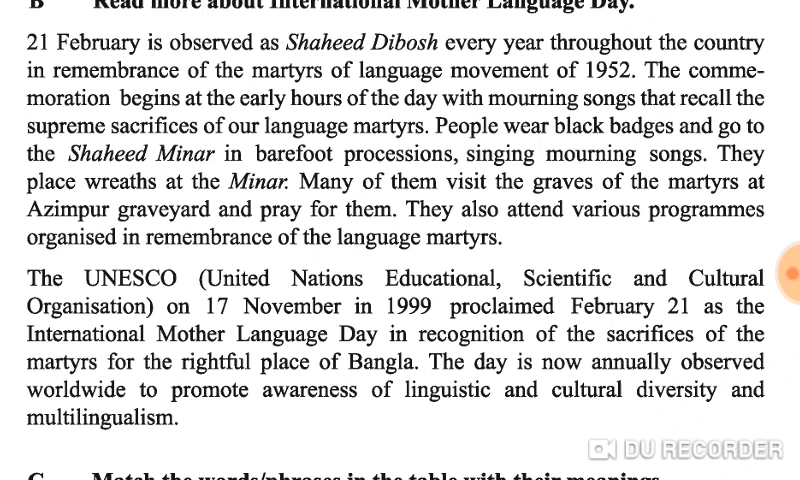 B Read more about International Mother Language Day.
21 February is observed as Shaheed Dibosh every year throughout the country
in remembrance of the martyrs of language movement of 1952. The comme-
moration begins at the early hours of the day with mourning songs that recall the
supreme sacrifices of our language martyrs. People wear black badges and go to
the Shaheed Minar in barefoot processions, singing mourning songs. They
place wreaths at the Minar. Many of them visit the graves of the martyrs at
Azimpur graveyard and pray for them. They also attend various programmes
organised in remembrance of the language martyrs.
The UNESCO (United Nations Educational, Scientific and Cultural
Organisation) on 17 November in 1999 proclaimed February 21 as the
International Mother Language Day in recognition of the sacrifices of the
martyrs for the rightful place of Bangla. The day is now annually observed
worldwide to promote awareness of linguistic and cultural diversity and
multilingualism.
DU RECORDER
C Match the words/phrases in the table with their meanings